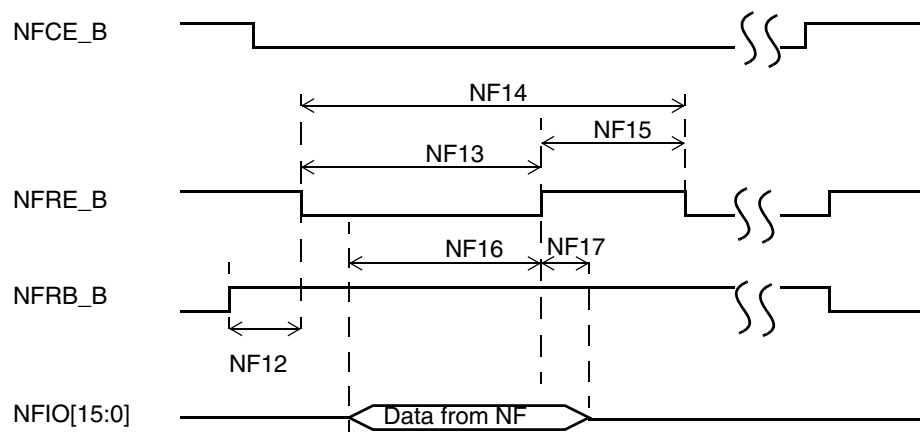 NFCE_B
NF14
NF15
NF13
NFRE_B
NF16
NF17
NFRB_B
NF12
NFIO[15:0]
Data from NF